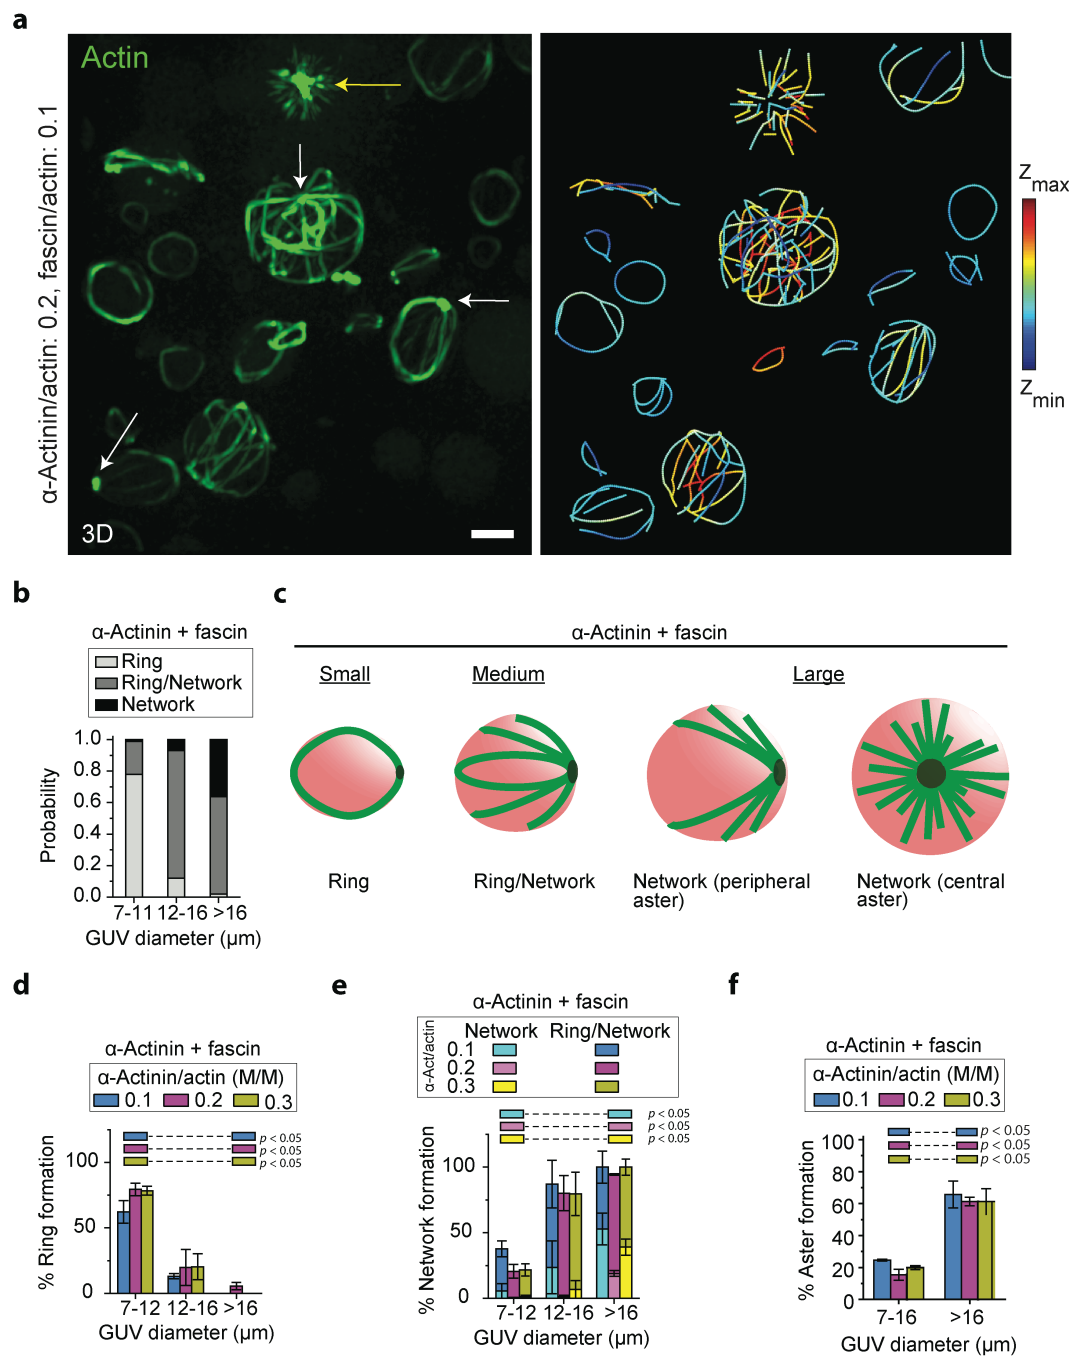 a
Actin
α-Actinin/actin: 0.2, fascin/actin: 0.1
3D
Zmax
Zmin
b
α-Actinin + fascin
Ring
Ring/Network
Network
Probability
1.0
0.8
0.6
0.4
0.2
0.0
7-11 12-16 >16
GUV diameter (μm)
c
α-Actinin + fascin
Small Medium Large
Ring
Ring/Network
Network (peripheral
aster)
Network (central
aster)
d
α-Actinin + fascin
α-Actinin/actin (M/M)
0.1 0.2 0.3
p < 0.05
p < 0.05
p < 0.05
% Ring formation
100
50
0
7-12 12-16 >16
GUV diameter (μm)
e
α-Actinin + fascin
α-Act/actin
Network Ring/Network
0.1
0.2
0.3
p < 0.05
p < 0.05
p < 0.05
% Network formation
100
50
0
7-12 12-16 >16
GUV diameter (μm)
f
α-Actinin + fascin
α-Actinin/actin (M/M)
0.1 0.2 0.3
p < 0.05
p < 0.05
p < 0.05
% Aster formation
100
80
60
40
20
0
7-16 >16
GUV diameter (μm)